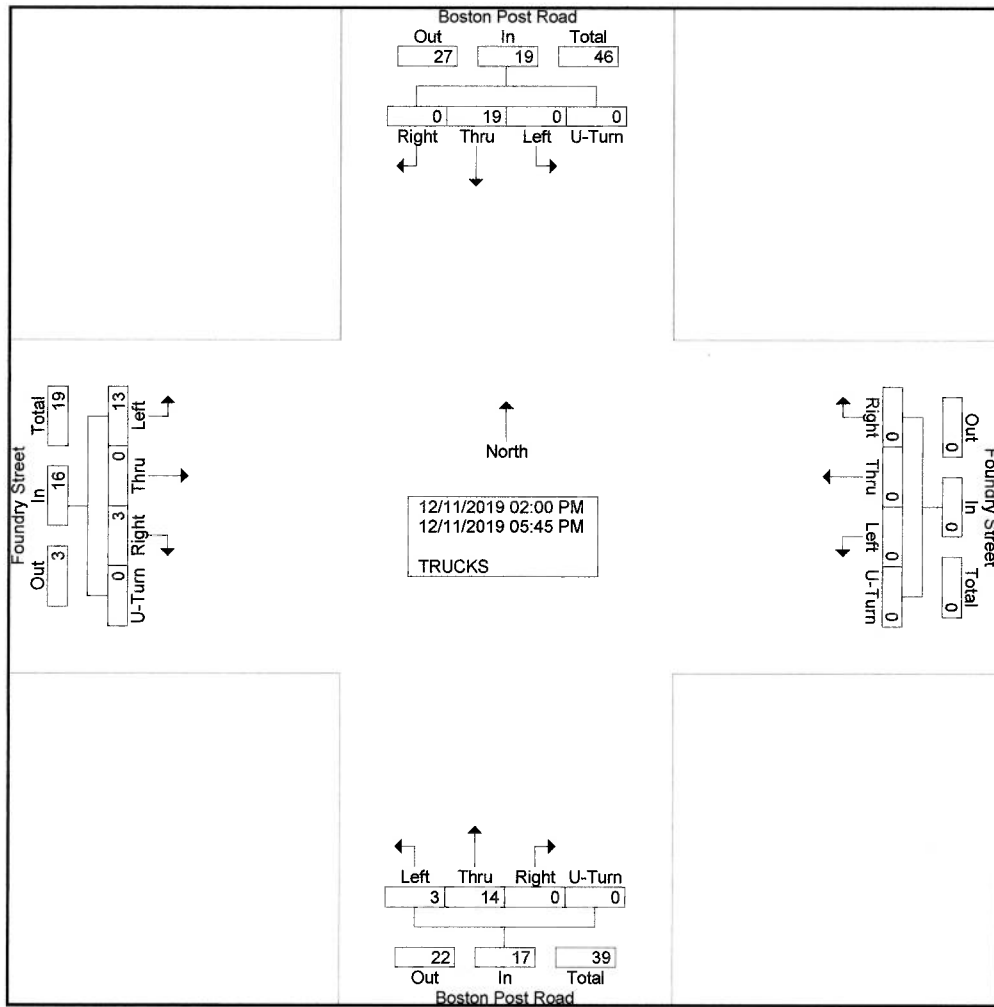 Boston Post Road
Out In Total
27 19 46
0 19 0 0
Right Thru Left U-Turn
Foundry Street
Total In Out
19 16 3
13 0 3 0
Left Thru Right U-Turn
North
12/11/2019 02:00 PM
12/11/2019 05:45 PM
TRUCKS
Right Thru Left U-Turn
0 0 0 0
Out In Total
0 0 0
Foundry Street
Left Thru Right U-Turn
3 14 0 0
22 17 39
Out In Total
Boston Post Road